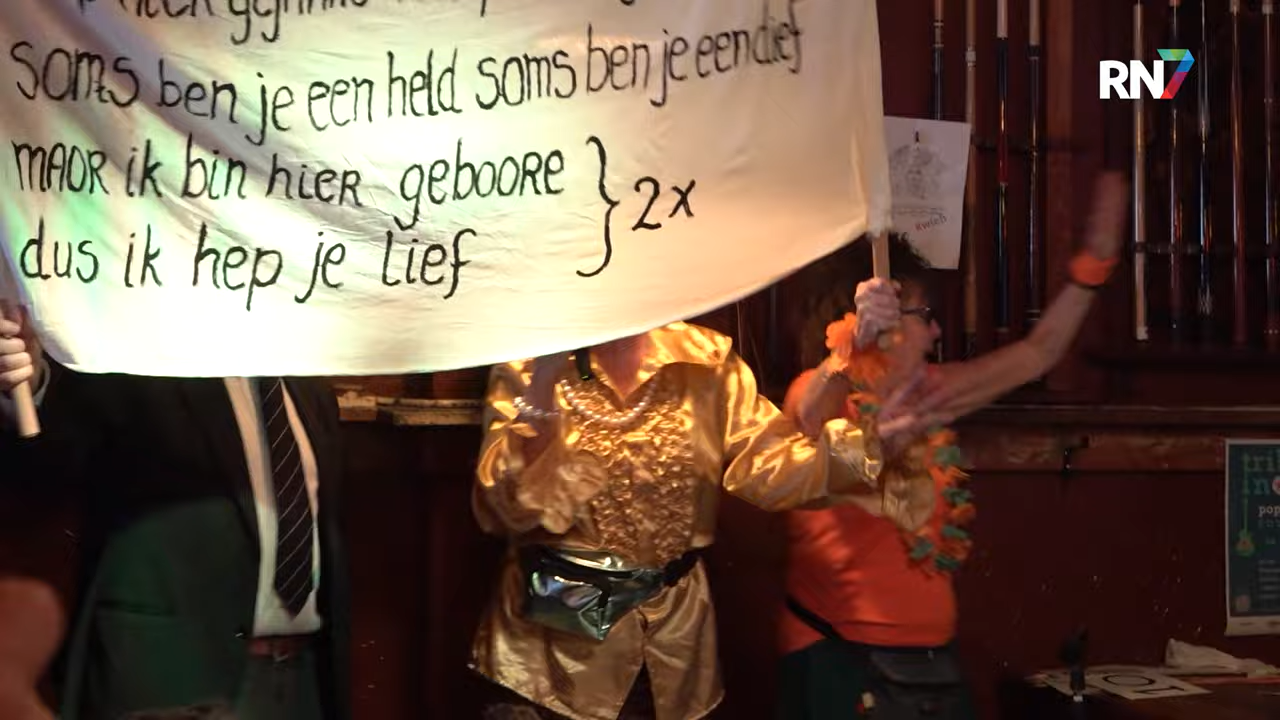 soms ben je een held soms ben je een dief
MAOR ik bin hier geboore
dus ik hep je lief } 2x
RN7